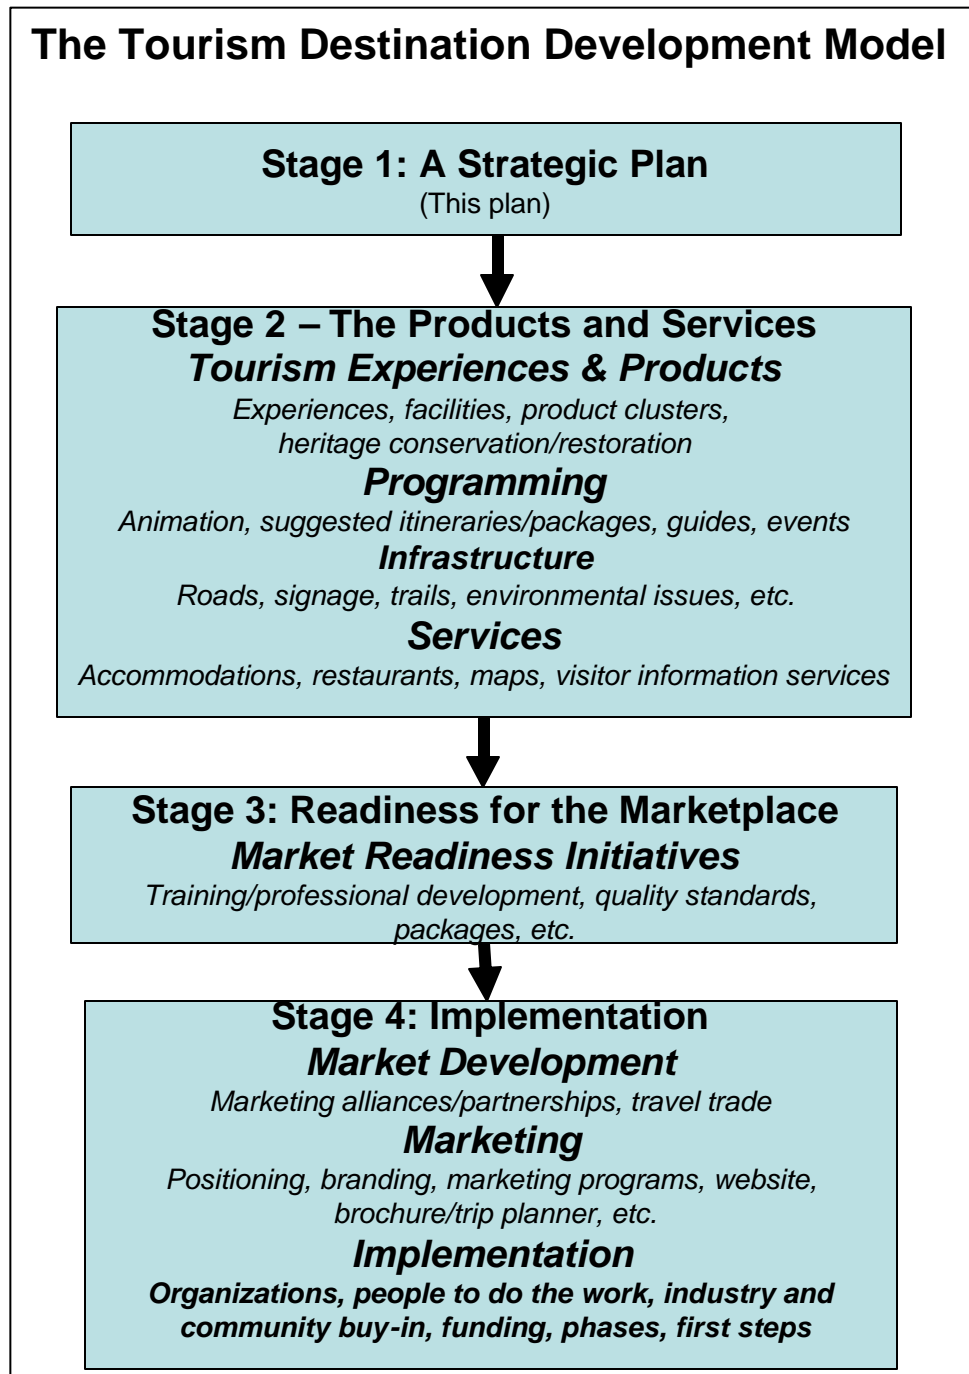 The Tourism Destination Development Model
Stage 1: A Strategic Plan
(This plan)
Stage 2 – The Products and Services
Tourism Experiences & Products
Experiences, facilities, product clusters,
heritage conservation/restoration
Programming
Animation, suggested itineraries/packages, guides, events
Infrastructure
Roads, signage, trails, environmental issues, etc.
Services
Accommodations, restaurants, maps, visitor information services
Stage 3: Readiness for the Marketplace
Market Readiness Initiatives
Training/professional development, quality standards,
packages, etc.
Stage 4: Implementation
Market Development
Marketing alliances/partnerships, travel trade
Marketing
Positioning, branding, marketing programs, website,
brochure/trip planner, etc.
Implementation
Organizations, people to do the work, industry and
community buy-in, funding, phases, first steps